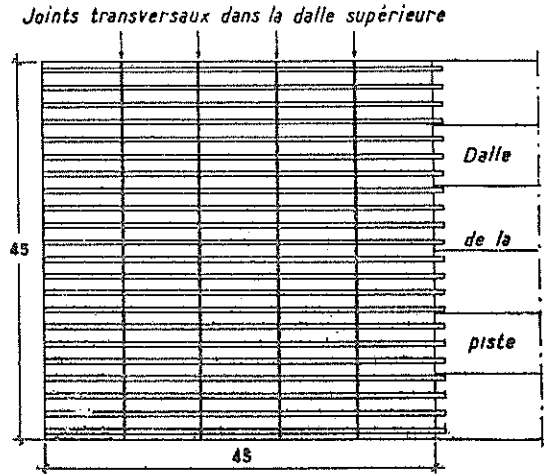 Joints transversaux dans la dalle supérieure
Dalle
45
de la
piste
45